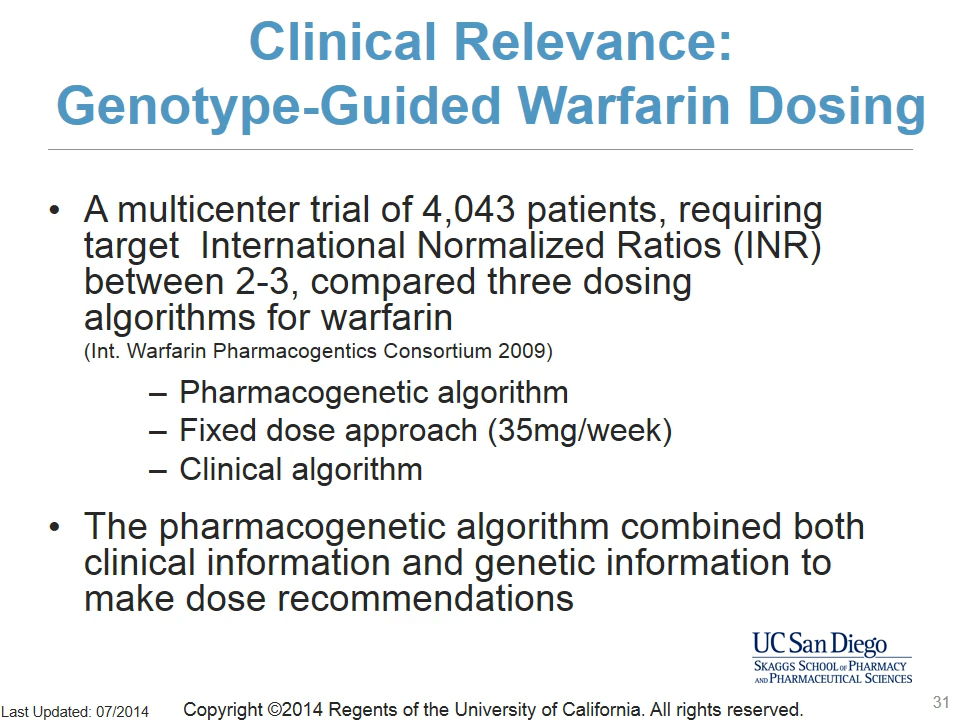 Clinical Relevance:
Genotype-Guided Warfarin Dosing
• A multicenter trial of 4,043 patients, requiring
target  International Normalized Ratios (INR)
between 2-3, compared three dosing
algorithms for warfarin
(Int. Warfarin Pharmacogentics Consortium 2009)
– Pharmacogenetic algorithm
– Fixed dose approach (35mg/week)
– Clinical algorithm
• The pharmacogenetic algorithm combined both
clinical information and genetic information to
make dose recommendations
UC San Diego
SKAGGS SCHOOL OF PHARMACY
AND PHARMACEUTICAL SCIENCES
Last Updated: 07/2014
Copyright ©2014 Regents of the University of California. All rights reserved.
31